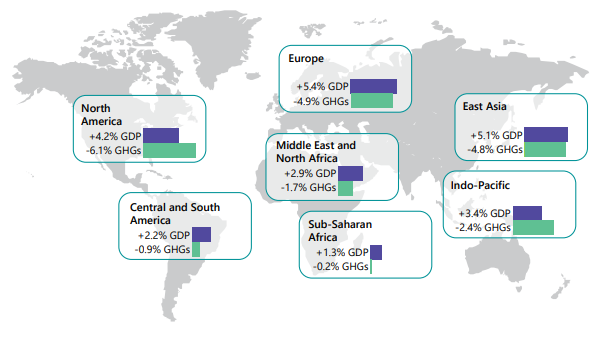 Europe
+5.4% GDP
-4.9% GHGs
North
America
+4.2% GDP
-6.1% GHGs
East Asia
+5.1% GDP
-4.8% GHGs
Middle East and
North Africa
+2.9% GDP
-1.7% GHGs
Indo-Pacific
+3.4% GDP
-2.4% GHGs
Central and South
America
+2.2% GDP
-0.9% GHGs
Sub-Saharan
Africa
+1.3% GDP
-0.2% GHGs